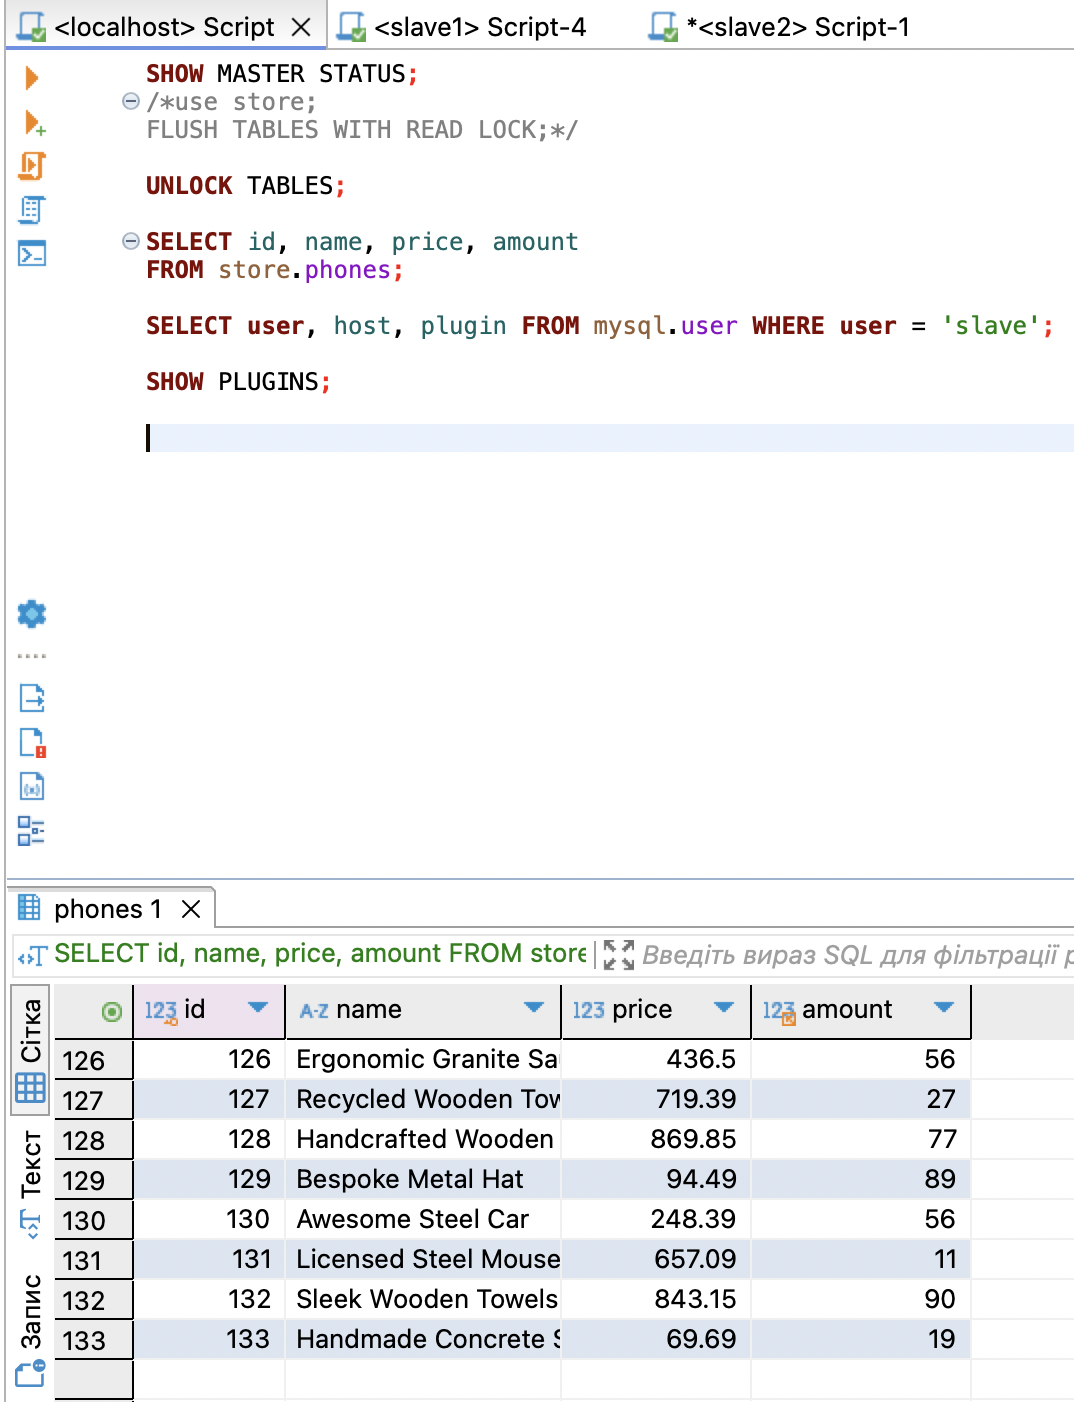 <localhost> Script
<slave1> Script-4
*<slave2> Script-1
SHOW MASTER STATUS;
/*use store;
FLUSH TABLES WITH READ LOCK;*/
UNLOCK TABLES;
SELECT id, name, price, amount
FROM store.phones;
SELECT user, host, plugin FROM mysql.user WHERE user = 'slave';
SHOW PLUGINS;
phones 1
SELECT id, name, price, amount FROM store
Введіть вираз SQL для фільтрації р
Сітка
Текст
Запис
123 id A-Z name 123 price 123 amount
126 126 Ergonomic Granite Sa 436.5 56
127 127 Recycled Wooden Tow 719.39 27
128 128 Handcrafted Wooden 869.85 77
129 129 Bespoke Metal Hat 94.49 89
130 130 Awesome Steel Car 248.39 56
131 131 Licensed Steel Mouse 657.09 11
132 132 Sleek Wooden Towels 843.15 90
133 133 Handmade Concrete S 69.69 19